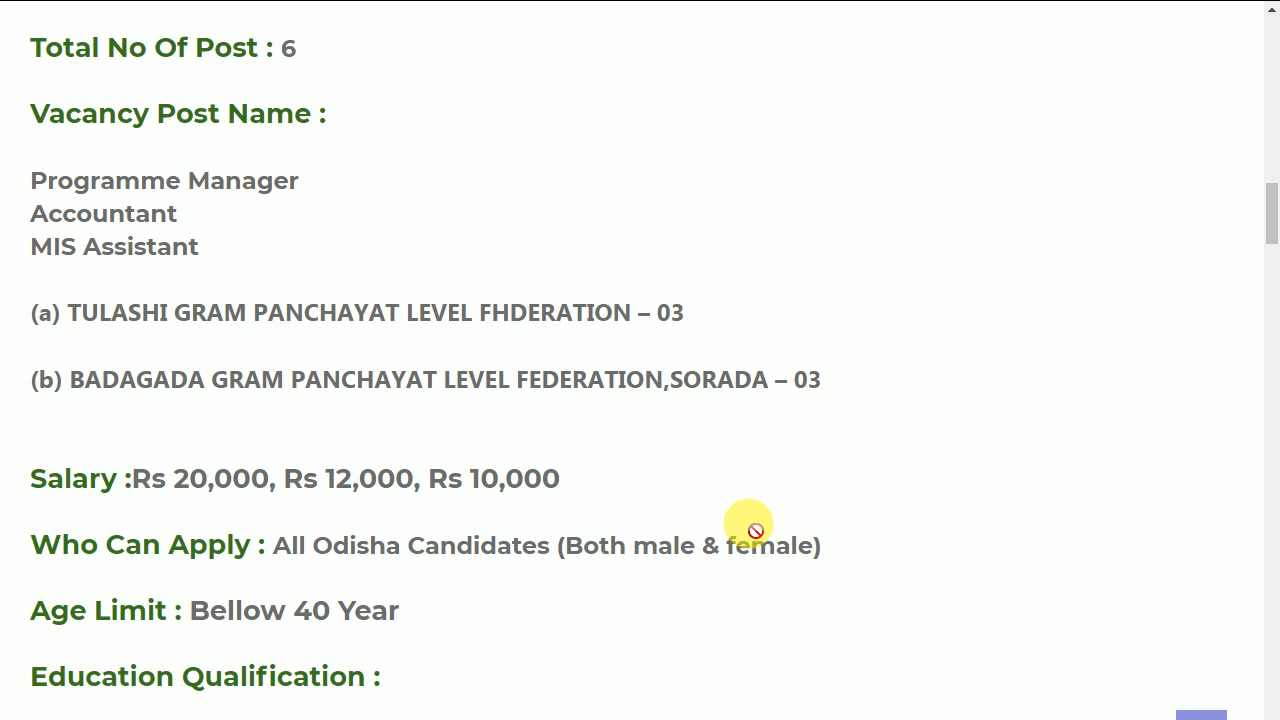 Total No Of Post : 6
Vacancy Post Name :
Programme Manager
Accountant
MIS Assistant
(a) TULASHI GRAM PANCHAYAT LEVEL FHDERATION – 03
(b) BADAGADA GRAM PANCHAYAT LEVEL FEDERATION,SORADA – 03
Salary :Rs 20,000, Rs 12,000, Rs 10,000
Who Can Apply : All Odisha Candidates (Both male & female)
Age Limit : Bellow 40 Year
Education Qualification :